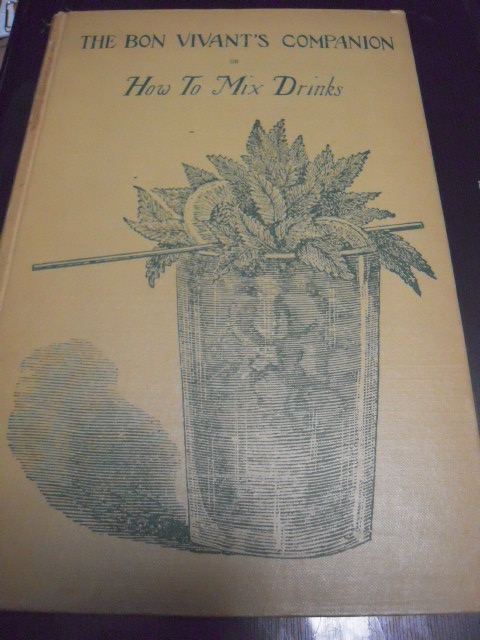 THE BON VIVANT'S COMPANION
OR
How To Mix Drinks